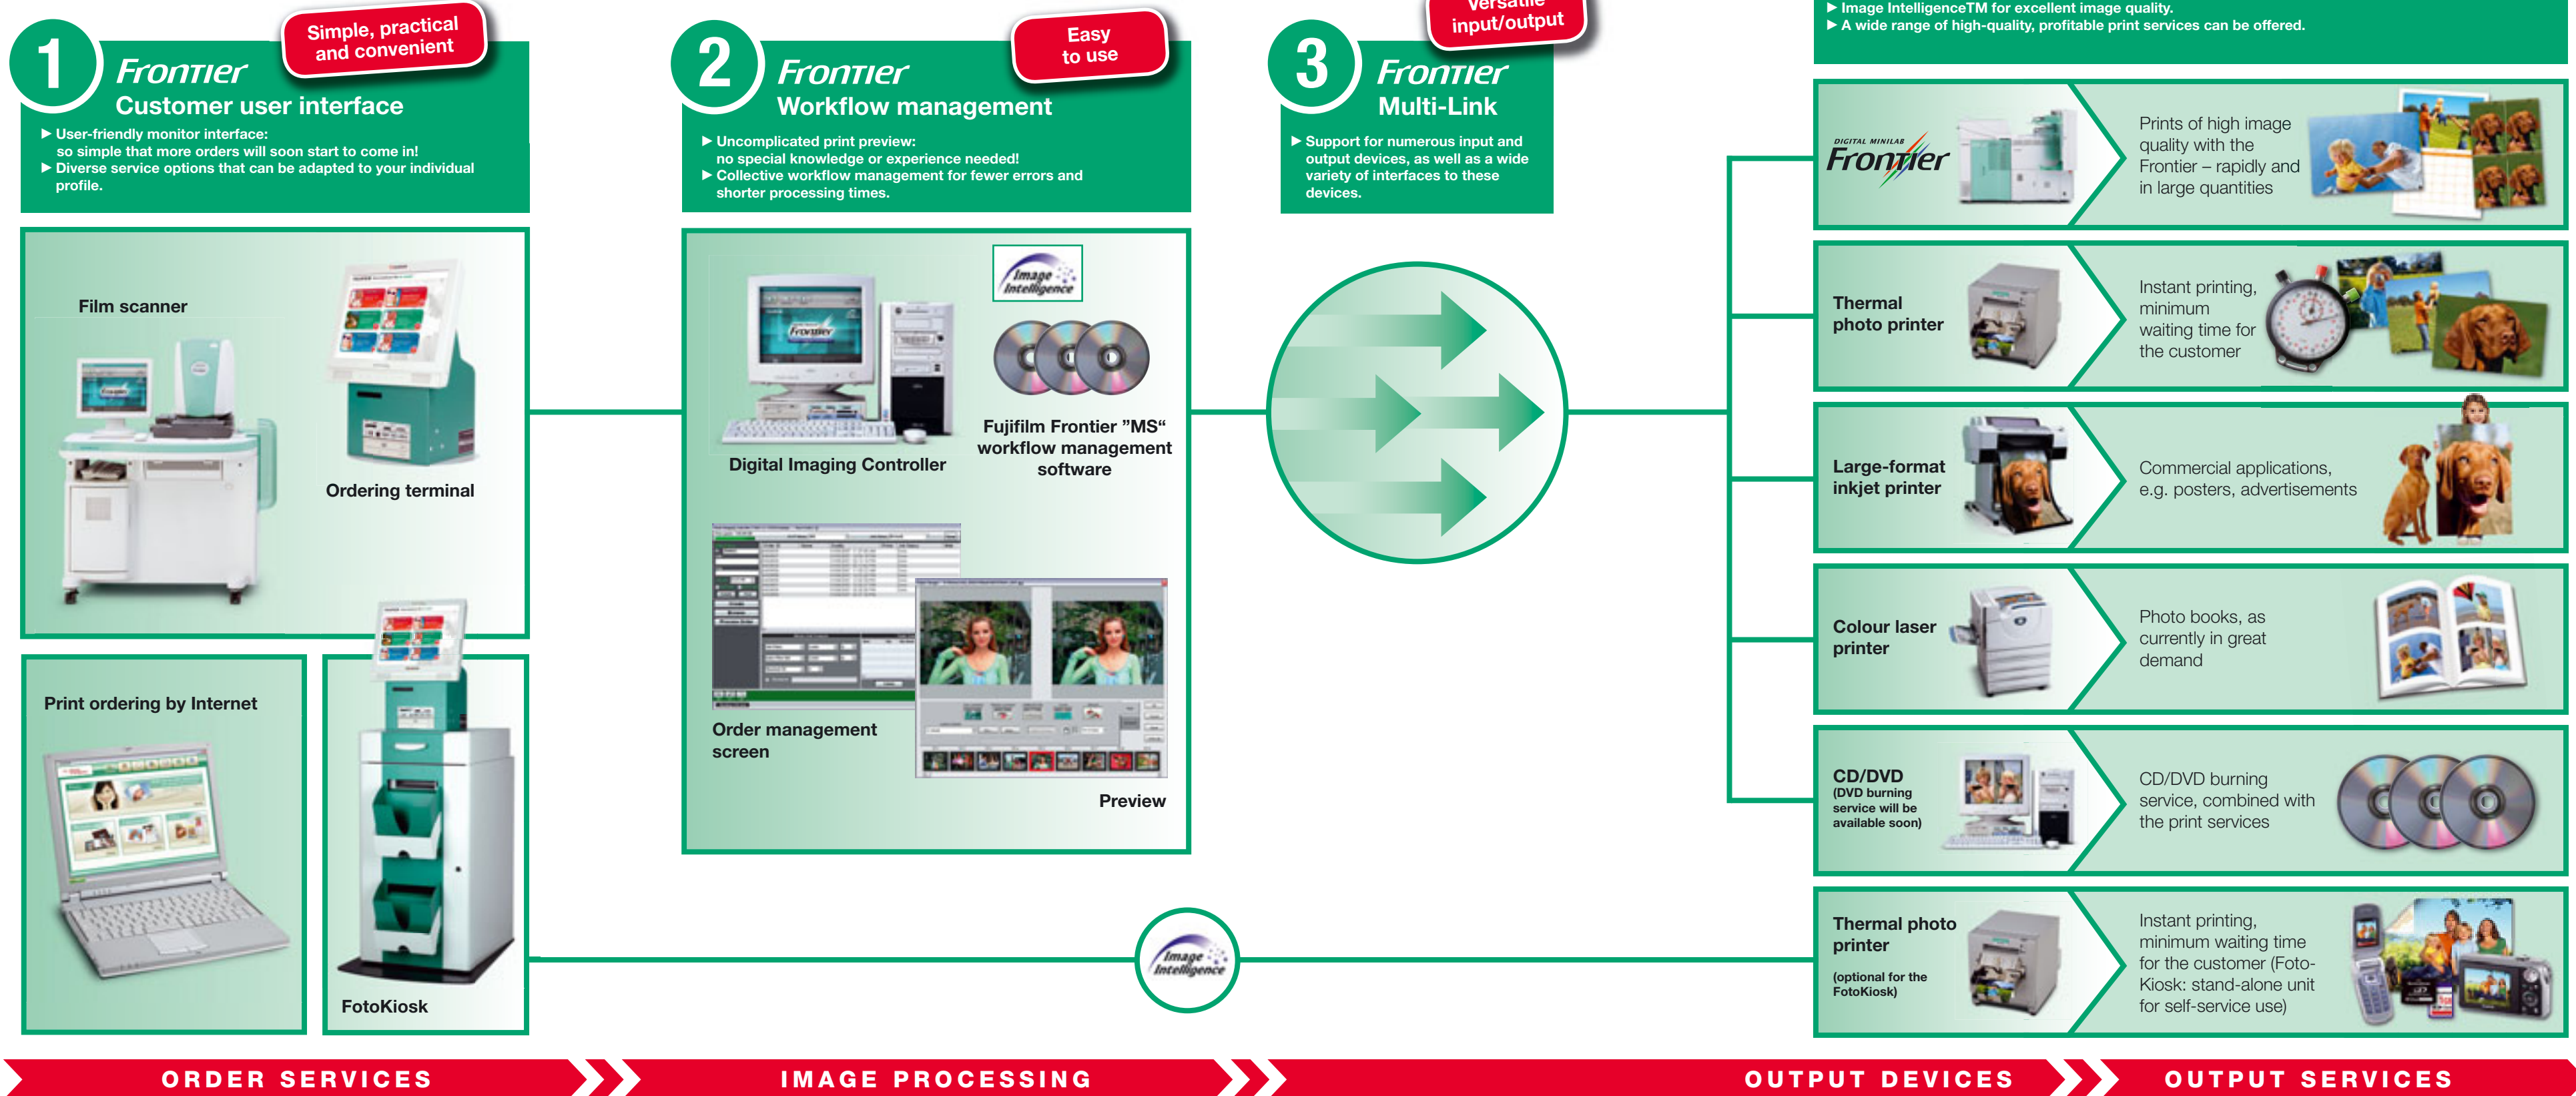 1
Simple, practical
and convenient
Frontier
Customer user interface
► User-friendly monitor interface:
so simple that more orders will soon start to come in!
► Diverse service options that can be adapted to your individual
profile.
Film scanner
Ordering terminal
Print ordering by Internet
FotoKiosk
2
Easy
to use
Frontier
Workflow management
► Uncomplicated print preview:
no special knowledge or experience needed!
► Collective workflow management for fewer errors and
shorter processing times.
Image
Intelligence
Frontier
Digital Imaging Controller
Fujifilm Frontier ”MS“
workflow management
software
Order management
screen
Preview
3
Versatile
input/output
Frontier
Multi-Link
► Support for numerous input and
output devices, as well as a wide
variety of interfaces to these
devices.
Image
Intelligence
► Image IntelligenceTM for excellent image quality.
► A wide range of high-quality, profitable print services can be offered.
DIGITAL MINILAB
Frontier
Prints of high image
quality with the
Frontier – rapidly and
in large quantities
Thermal
photo printer
Instant printing,
minimum
waiting time for
the customer
Large-format
inkjet printer
Commercial applications,
e.g. posters, advertisements
Colour laser
printer
Photo books, as
currently in great
demand
CD/DVD
(DVD burning
service will be
available soon)
CD/DVD burning
service, combined with
the print services
Thermal photo
printer
(optional for the
FotoKiosk)
Instant printing,
minimum waiting time
for the customer (Foto-
Kiosk: stand-alone unit
for self-service use)
ORDER SERVICES
IMAGE PROCESSING
OUTPUT DEVICES
OUTPUT SERVICES